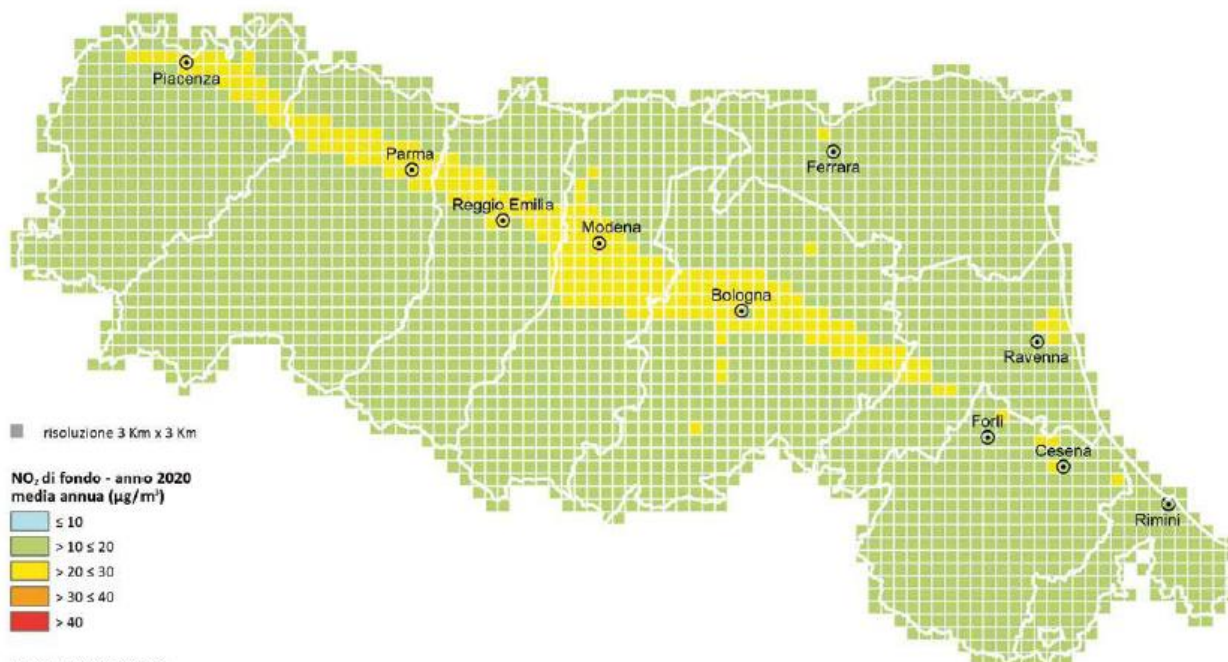 Piacenza
Parma
Reggio Emilia
Modena
Ferrara
Bologna
Ravenna
Forlì
Cesena
Rimini
risoluzione 3 Km x 3 Km
NO₂ di fondo - anno 2020
media annua (µg/m³)
≤ 10
> 10 ≤ 20
> 20 ≤ 30
> 30 ≤ 40
> 40